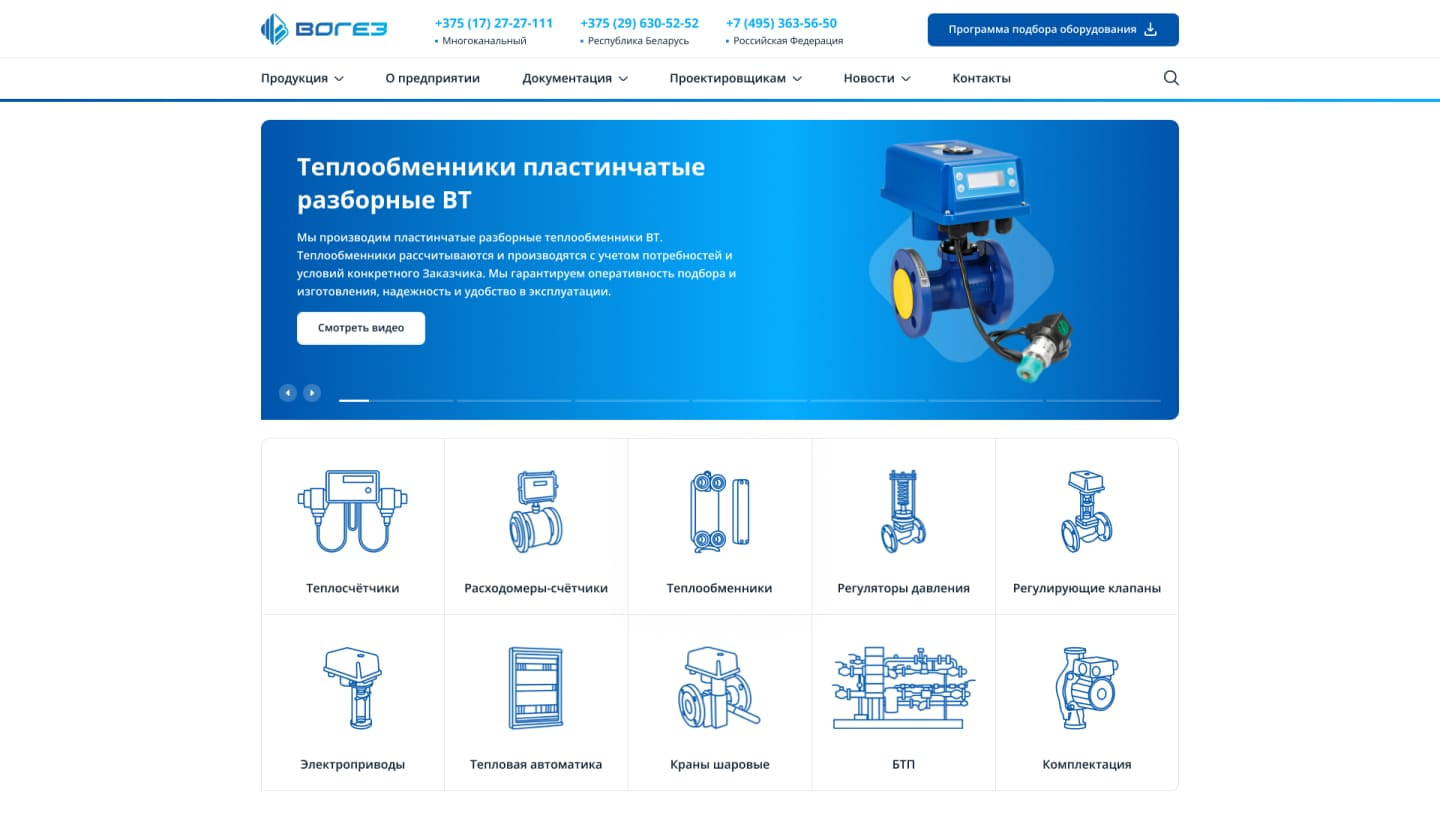 ВОГЕЗ
+375 (17) 27-27-111
Многоканальный
+375 (29) 630-52-52
Республика Беларусь
+7 (495) 363-56-50
Российская Федерация
Программа подбора оборудования
Продукция
О предприятии
Документация
Проектировщикам
Новости
Контакты
Теплообменники пластинчатые
разборные ВТ
Мы производим пластинчатые разборные теплообменники ВТ.
Теплообменники рассчитываются и производятся с учетом потребностей и
условий конкретного Заказчика. Мы гарантируем оперативность подбора и
изготовления, надежность и удобство в эксплуатации.
Смотреть видео
Теплосчётчики
Расходомеры-счётчики
Теплообменники
Регуляторы давления
Регулирующие клапаны
Электроприводы
Тепловая автоматика
Краны шаровые
БТП
Комплектация